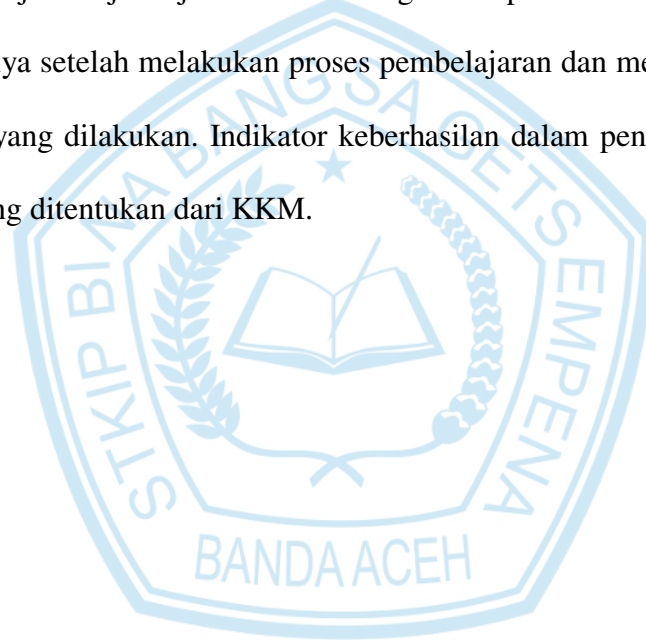 ya setelah melakukan proses pembelajaran dan me
yang dilakukan. Indikator keberhasilan dalam pen
ng ditentukan dari KKM.
STKIP BINA BANGSA GETSEMPENA
BANDA ACEH